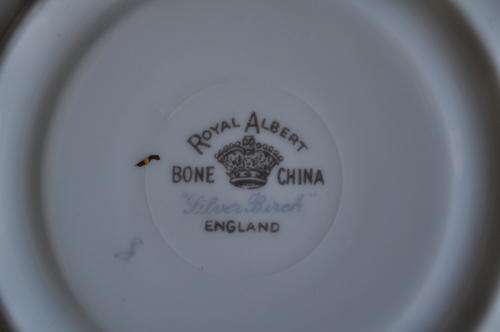 ROYAL ALBERT
BONE CHINA
"Silver Birch"
ENGLAND